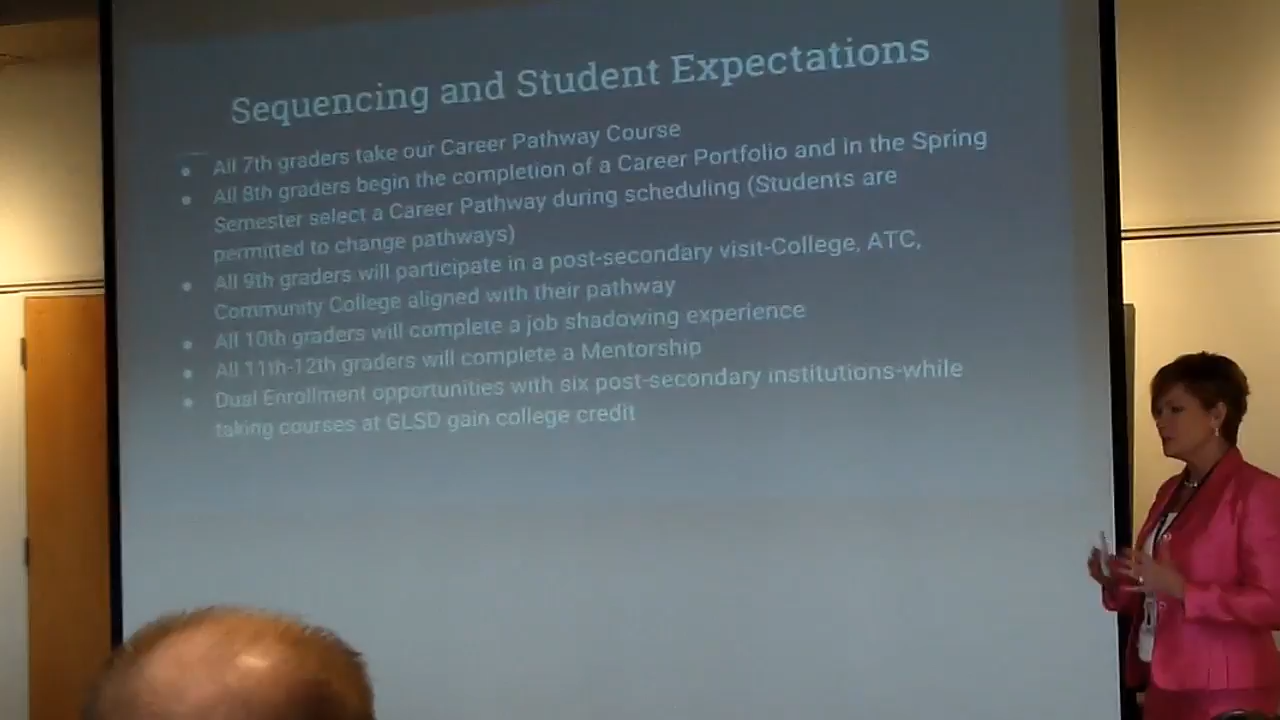 Sequencing and Student Expectations
• All 7th graders take our Career Pathway Course
• All 8th graders begin the completion of a Career Portfolio and in the Spring
Semester select a Career Pathway during scheduling (Students are
permitted to change pathways)
• All 9th graders will participate in a post-secondary visit-College, ATC,
Community College aligned with their pathway
• All 10th graders will complete a job shadowing experience
• All 11th-12th graders will complete a Mentorship
• Dual Enrollment opportunities with six post-secondary institutions-while
taking courses at GLSD gain college credit